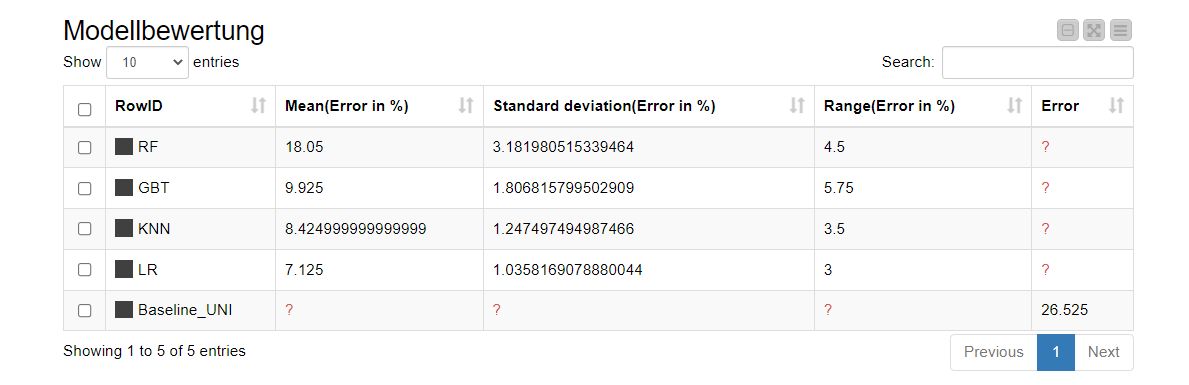 Modellbewertung
Show 10 entries Search:
RowID Mean(Error in %) Standard deviation(Error in %) Range(Error in %) Error
RF 18.05 3.181980515339464 4.5 ?
GBT 9.925 1.806815799502909 5.75 ?
KNN 8.424999999999999 1.247497494987466 3.5 ?
LR 7.125 1.0358169078880044 3 ?
Baseline_UNI ? ? ? 26.525
Showing 1 to 5 of 5 entries Previous 1 Next